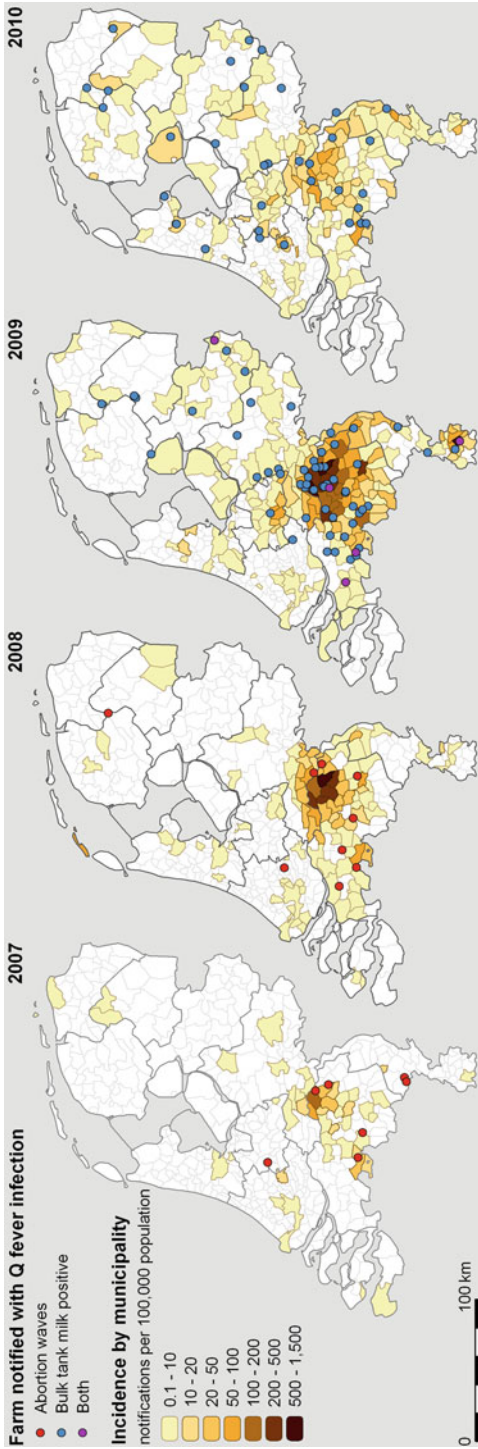 Farm notified with Q fever infection
Abortion waves
Bulk tank milk positive
Both
Incidence by municipality
notifications per 100,000 population
0.1 - 10
10 - 20
20 - 50
50 - 100
100 - 200
200 - 500
500 - 1,500
100 km
2007
2008
2009
2010